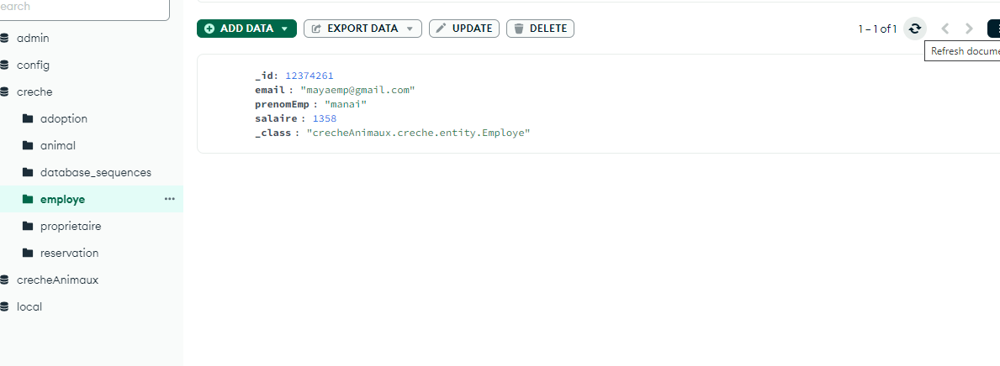 earch
ADD DATA EXPORT DATA UPDATE DELETE 1 – 1 of 1
Refresh docume
admin
config
creche
adoption
animal
database_sequences
employe
proprietaire
reservation
crecheAnimaux
local
_id: 12374261
email: "mayaemp@gmail.com"
prenomEmp: "manai"
salaire: 1358
_class: "crecheAnimaux.creche.entity.Employe"